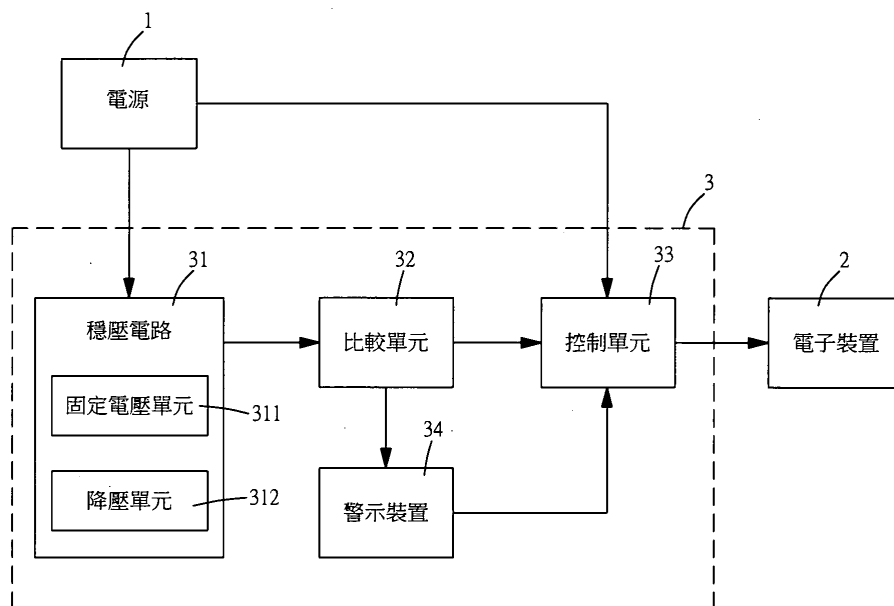 1
電源
3
31
32
33
2
穩壓電路
比較單元
控制單元
電子裝置
固定電壓單元
311
34
降壓單元
312
警示裝置